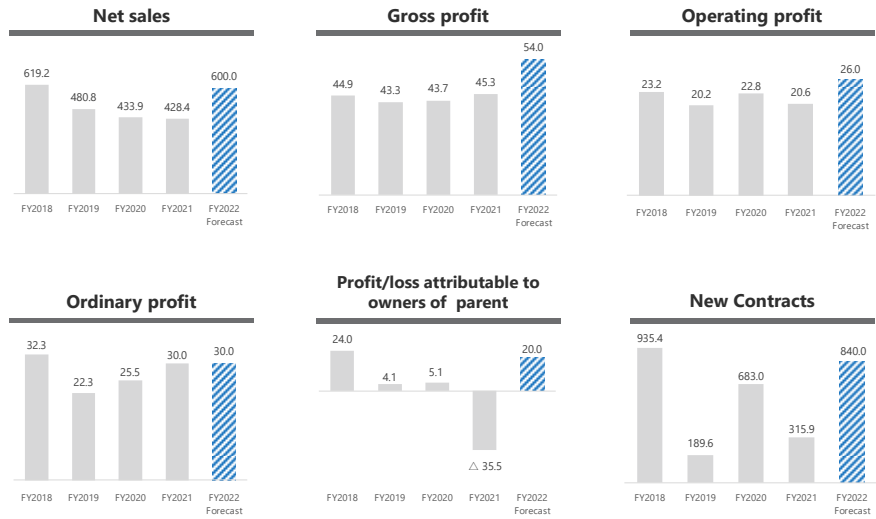 Net sales
619.2
480.8
433.9
428.4
600.0
FY2018
FY2019
FY2020
FY2021
FY2022
Forecast
Gross profit
44.9
43.3
43.7
45.3
54.0
FY2018
FY2019
FY2020
FY2021
FY2022
Forecast
Operating profit
23.2
20.2
22.8
20.6
26.0
FY2018
FY2019
FY2020
FY2021
FY2022
Forecast
Ordinary profit
32.3
22.3
25.5
30.0
30.0
FY2018
FY2019
FY2020
FY2021
FY2022
Forecast
Profit/loss attributable to
owners of parent
24.0
4.1
5.1
△ 35.5
20.0
FY2018
FY2019
FY2020
FY2021
FY2022
Forecast
New Contracts
935.4
189.6
683.0
315.9
840.0
FY2018
FY2019
FY2020
FY2021
FY2022
Forecast